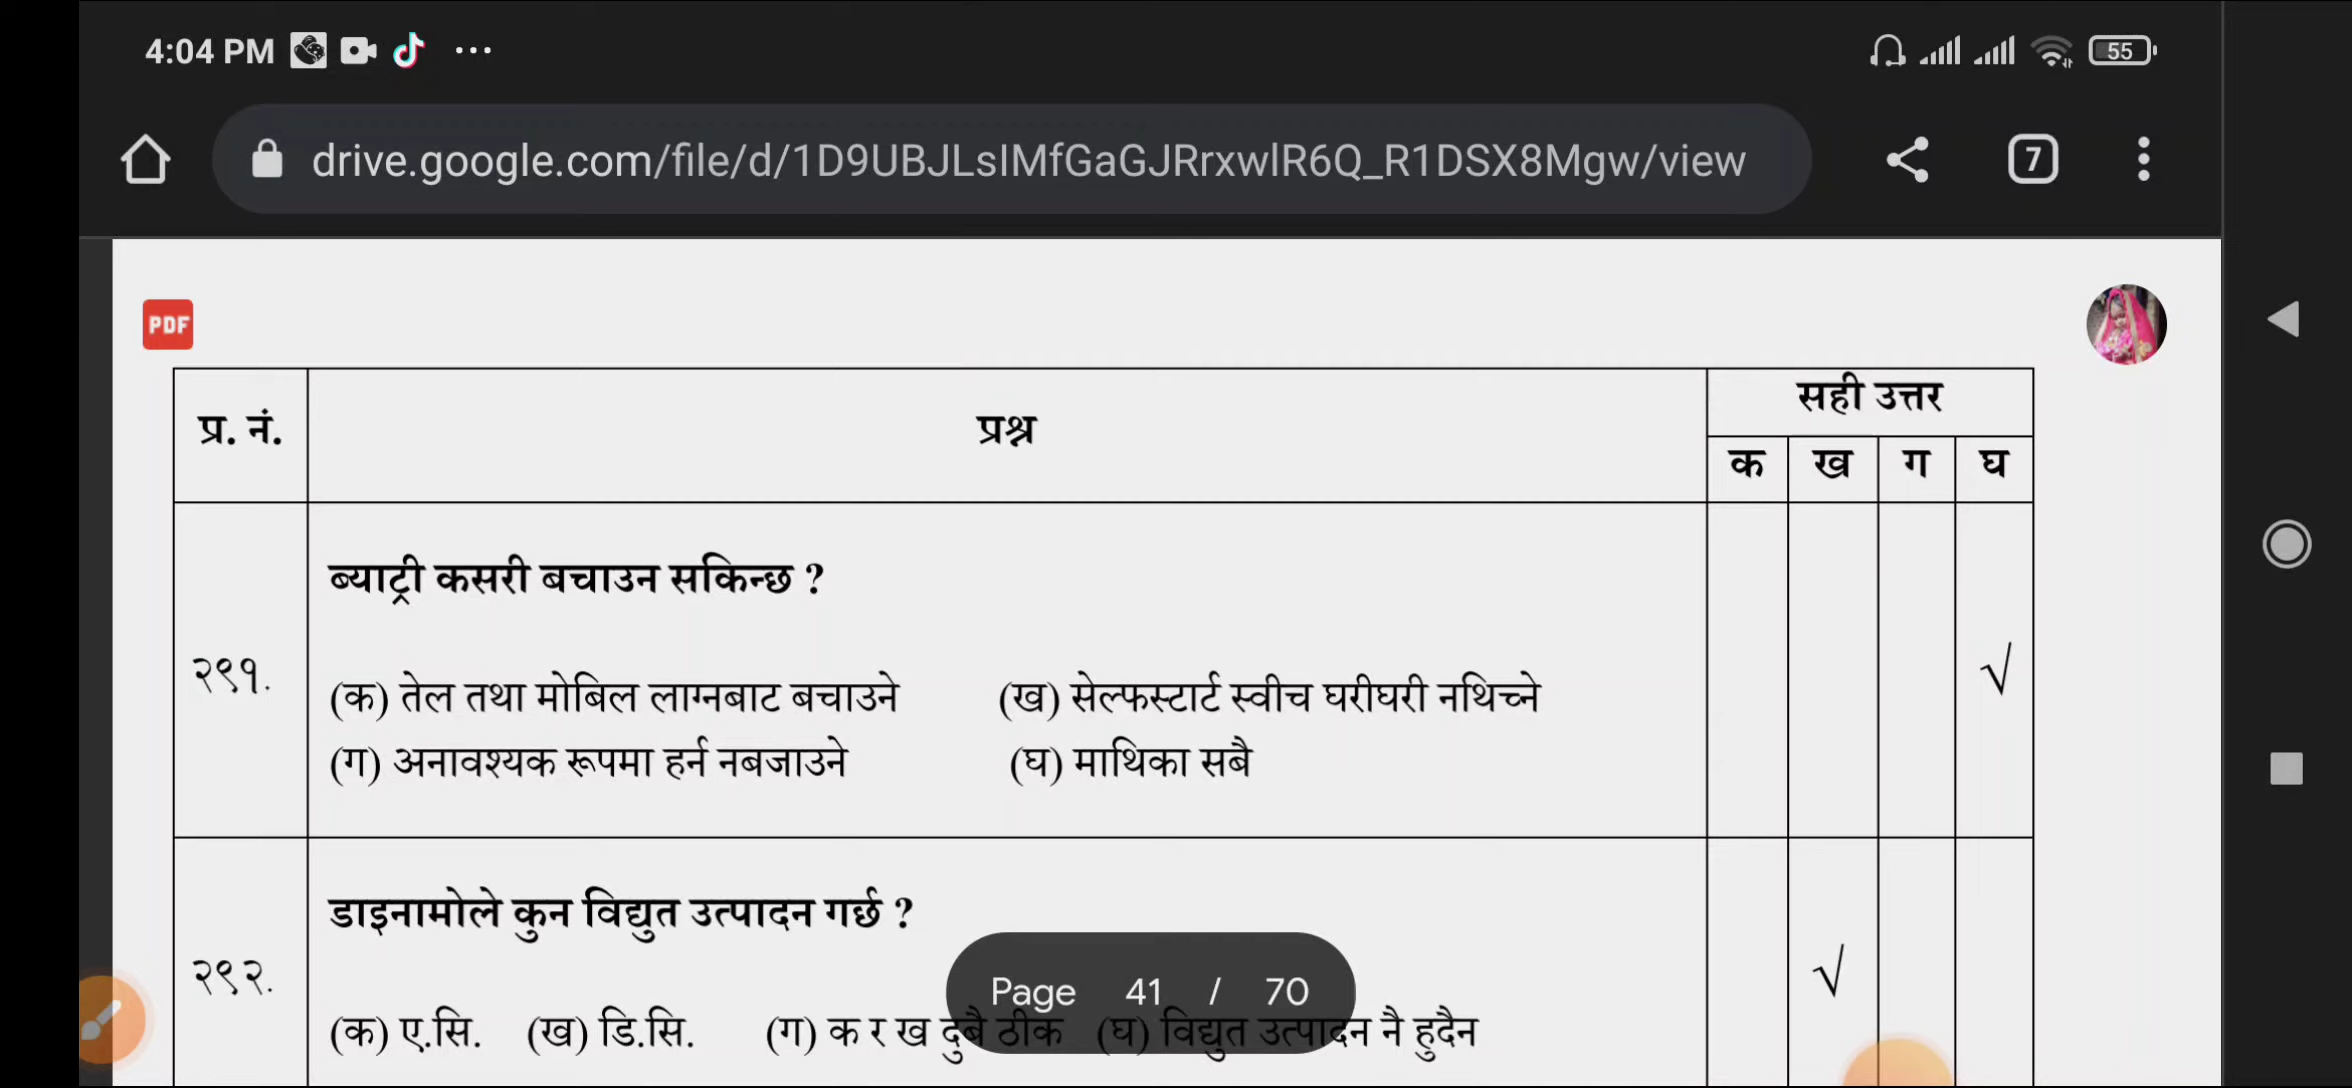 4:04 PM ...
55
drive.google.com/file/d/1D9UBJLsIMfGaGJRrxwlR6Q_R1DSX8Mgw/view
7
PDF
प्र. नं. प्रश्न सही उत्तर
क ख ग घ
ब्याट्री कसरी बचाउन सकिन्छ ?
२९१. √
(क) तेल तथा मोबिल लाग्नबाट बचाउने (ख) सेल्फस्टार्ट स्वीच घरीघरी नथिच्ने
(ग) अनावश्यक रूपमा हर्न नबजाउने (घ) माथिका सबै
डाइनामोले कुन विद्युत उत्पादन गर्छ ?
२९२. √
Page 41 / 70
(क) ए.सि. (ख) डि.सि. (ग) क र ख दुबै ठीक (घ) विद्युत उत्पादन नै हुदैन